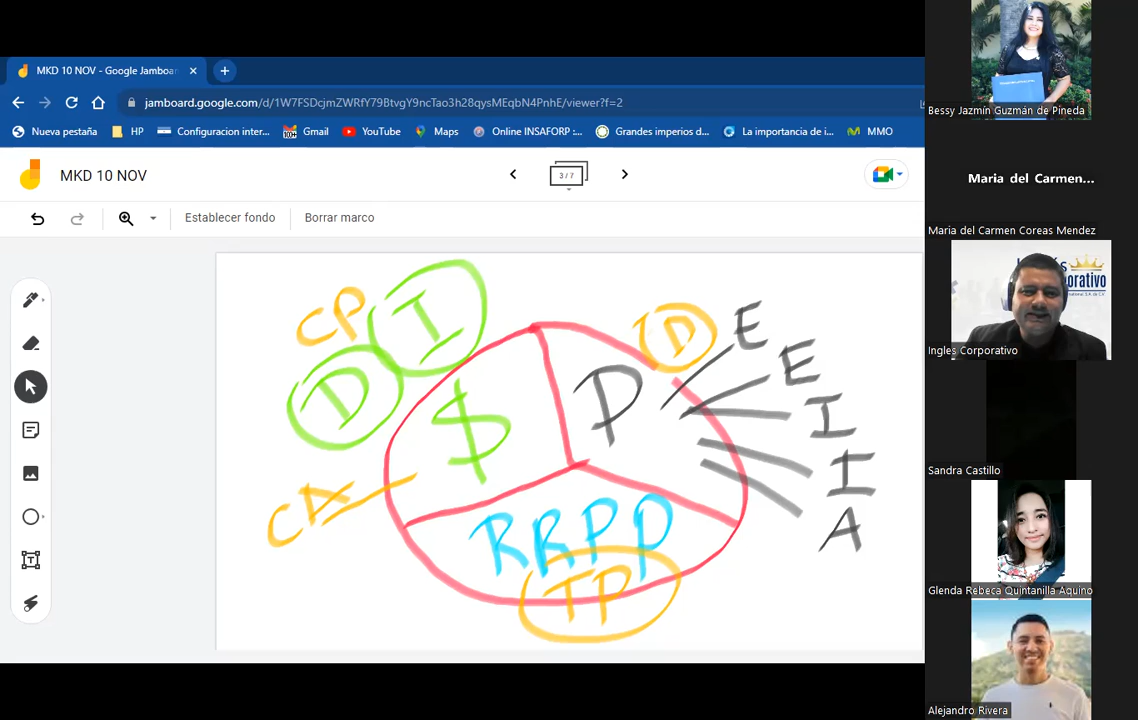 MKD 10 NOV - Google Jamboa
jamboard.google.com/d/1W7FSDcjmZWRfY79BtvgY9ncTao3h28qysMEqbN4PnhE/viewer?f=2
Nueva pestaña
HP
Configuracion inter...
100+
Gmail
YouTube
Maps
Online INSAFORP :...
Grandes imperios d...
La importancia de i...
MMO
MKD 10 NOV
3 / 7
Establecer fondo
Borrar marco
CP
I
D
$
P
D
E
E
I
I
A
CA
RRPP
TP
Bessy Jazmín Guzmán de Pineda
Maria del Carmen...
Maria del Carmen Coreas Mendez
Ingles Corporativo
Sandra Castillo
Glenda Rebeca Quintanilla Aquino
Alejandro Rivera